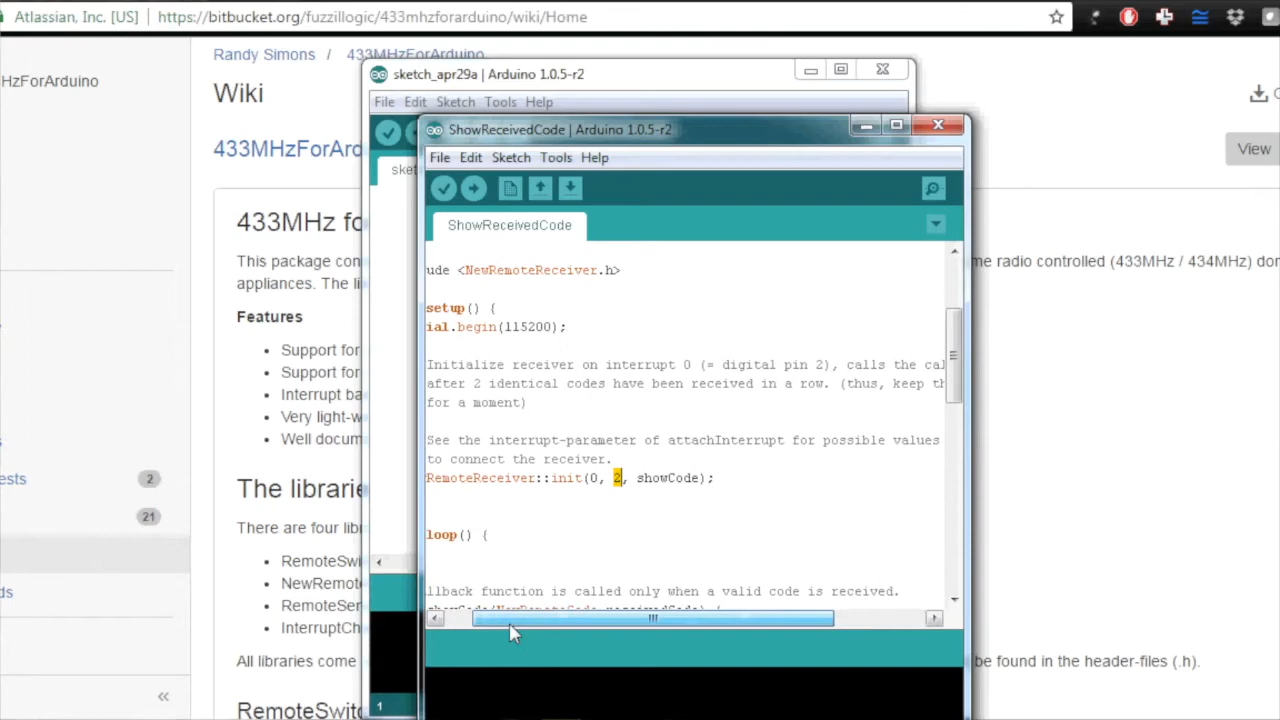 Atlassian, Inc. [US]
https://bitbucket.org/fuzzillogic/433mhzforarduino/wiki/Home
Randy Simons / 433MHzForArduino
HzForArduino
Wiki
View
433MHzForArd
433MHz fo
This package con
me radio controlled (433MHz / 434MHz) dom
appliances. The li
Features
Support for
Support for
Interrupt ba
Very light-w
Well docum
ests
2
21
The librarie
There are four lib
ds
RemoteSwi
NewRemote
RemoteSen
InterruptCh
All libraries come
be found in the header-files (.h).
«
RemoteSwitc
sketch_apr29a | Arduino 1.0.5-r2
File Edit Sketch Tools Help
sket
1
ShowReceivedCode | Arduino 1.0.5-r2
File Edit Sketch Tools Help
ShowReceivedCode
ude <NewRemoteReceiver.h>
setup() {
ial.begin(115200);
Initialize receiver on interrupt 0 (= digital pin 2), calls the cal
after 2 identical codes have been received in a row. (thus, keep th
for a moment)
See the interrupt-parameter of attachInterrupt for possible values
to connect the receiver.
RemoteReceiver::init(0, 2, showCode);
loop() {
llback function is called only when a valid code is received.
showCode(NewRemoteCode receivedCode) {